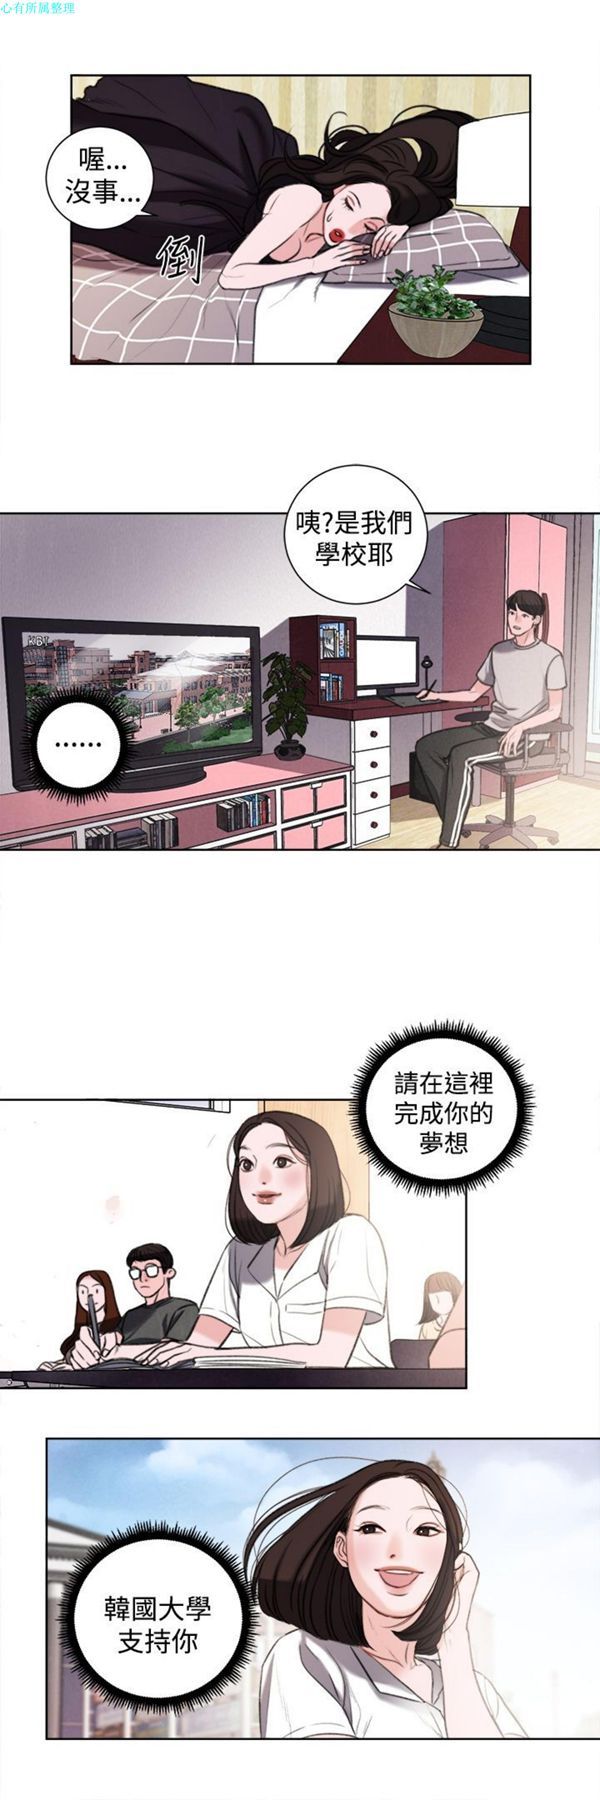 心有所属整理
喔...
沒事...
倒
咦?是我們
學校耶
KBL
......
請在這裡
完成你的
夢想
韓國大學
支持你